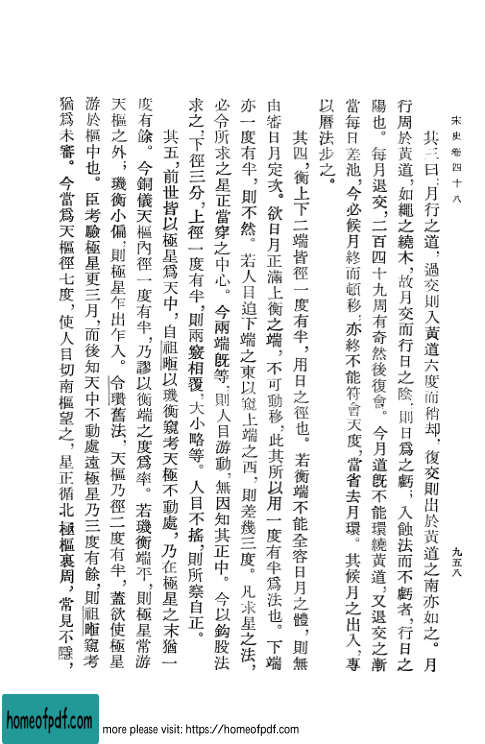 宋史卷四十八
九五八
其三曰:月行之道,過交則入黃道六度而稍却,復交則出於黃道之南亦如之。月
行周於黃道,如繩之繞木,故月交而行日之陰,則日爲之虧;入蝕法而不虧者,行日之
陽也。每月退交,二百四十九周有奇然後復會。今月道既不能環繞黃道,又退交之漸
當每日差池,今必候月終而頓移,亦終不能符會天度,當省去月環。其候月之出入,專
以曆法步之。
其四,衡上下二端皆徑一度有半,用日之徑也。若衡端不能全容日月之體,則無
由審日月定次。欲日月正滿上衡之端,不可動移,此其所以用一度有半爲法也。下端
亦一度有半,則不然。若人目迫下端之東以窺上端之西,則差幾三度。凡求星之法,
必令所求之星正當穿之中心。今兩端既等,則人目游動,無因知其正中。今以鈎股法
求之,下徑三分,上徑一度有半,則兩竅相覆,大小略等。人目不搖,則所察自正。
其五,前世皆以極星爲天中,自祖暅以璣衡窺考天極不動處,乃在極星之末猶一
度有餘。今銅儀天樞內徑一度有半,乃謬以衡端之度爲率。若璣衡端平,則極星常游
天樞之外;璣衡小偏,則極星乍出乍入。令瓚舊法,天樞乃徑二度有半,蓋欲使極星
游於樞中也。臣考驗極星更三月,而後知天中不動處遠極星乃三度有餘,則祖暅窺考
猶爲未審。今當爲天樞徑七度,使人目切南樞望之,星正循北極樞裏周,常見不隱,
homeofpdf.com
more please visit: https://homeofpdf.com